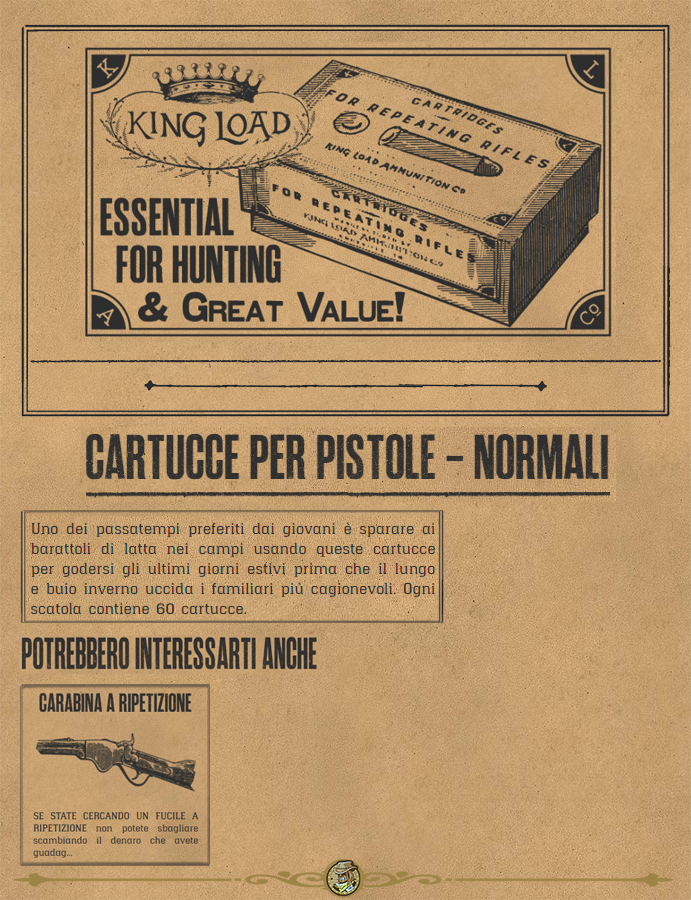 K
L
KING LOAD
CARTRIDGES
FOR REPEATING RIFLES
KING LOAD AMMUNITION CO
CARTRIDGES
FOR REPEATING RIFLES
KING LOAD AMMUNITION CO
ESSENTIAL
FOR HUNTING
& GREAT VALUE!
A
CO
CARTUCCE PER PISTOLE – NORMALI
Uno dei passatempi preferiti dai giovani è sparare ai
barattoli di latta nei campi usando queste cartucce
per godersi gli ultimi giorni estivi prima che il lungo
e buio inverno uccida i familiari più cagionevoli. Ogni
scatola contiene 60 cartucce.
POTREBBERO INTERESSARTI ANCHE
CARABINA A RIPETIZIONE
SE STATE CERCANDO UN FUCILE A
RIPETIZIONE non potete sbagliare
scambiando il denaro che avete
guadag...